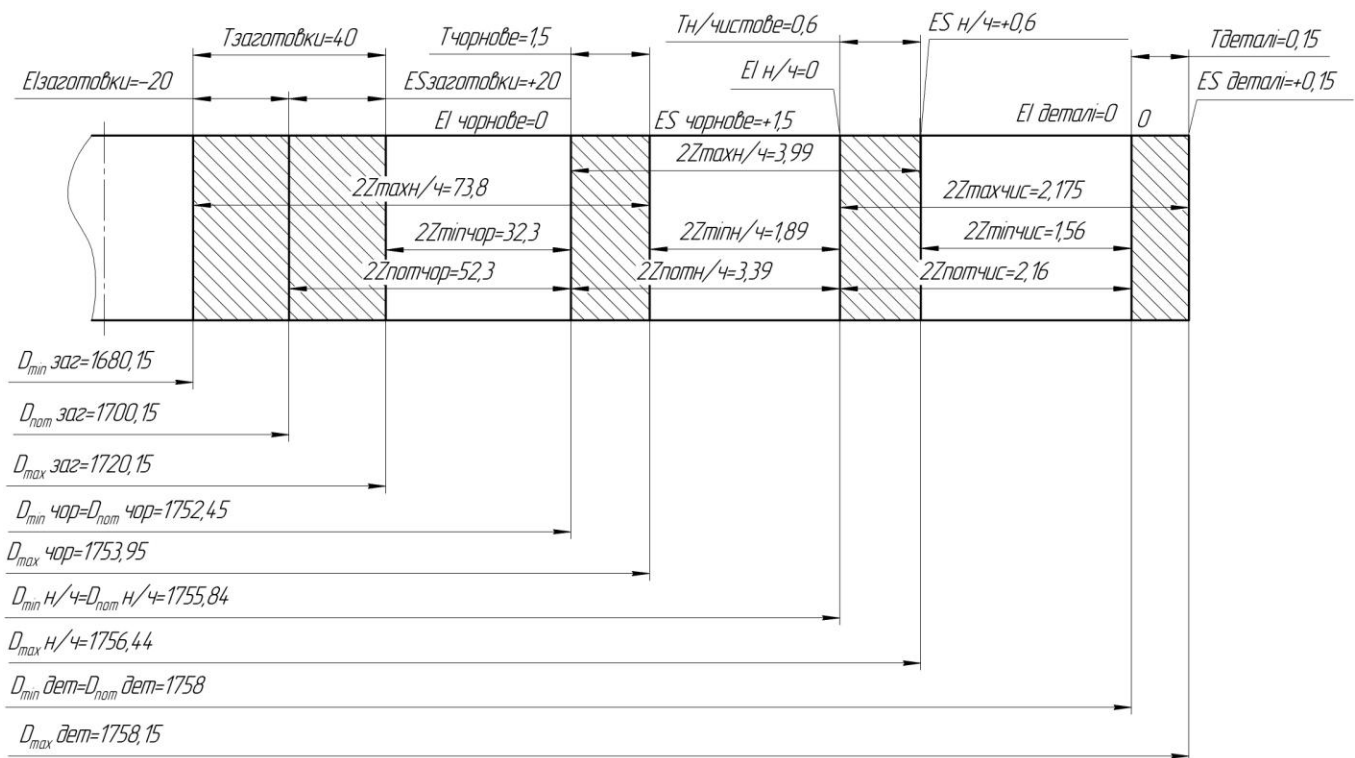 Tзаготовки=40
Tчорнове=1,5
Tн/чистове=0,6
ES н/ч=+0,6
Tдеталі=0,15
EIзаготовки=-20
ESзаготовки=+20
EI н/ч=0
ES деталі=+0,15
EI чорнове=0
ES чорнове=+1,5
EI деталі=0
0
2Zmaxн/ч=3,99
2Zmaxн/ч=73,8
2Zmaxчис=2,175
2Zminчор=32,3
2Zminн/ч=1,89
2Zminчис=1,56
2Zномчор=52,3
2Zномн/ч=3,39
2Zномчис=2,16
Dmin заг=1680,15
Dном заг=1700,15
Dmax заг=1720,15
Dmin чор=Dном чор=1752,45
Dmax чор=1753,95
Dmin н/ч=Dном н/ч=1755,84
Dmax н/ч=1756,44
Dmin дет=Dном дет=1758
Dmax дет=1758,15